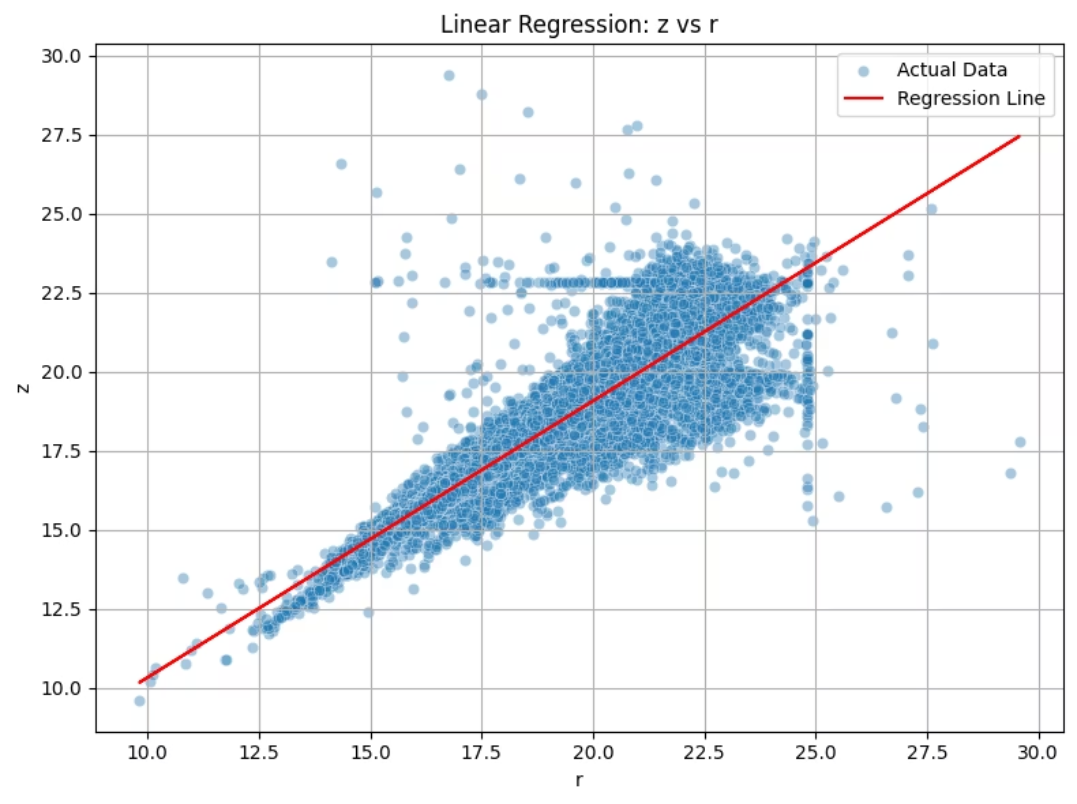 Linear Regression: z vs r
Actual Data
Regression Line
30.0
27.5
25.0
22.5
20.0
17.5
15.0
12.5
10.0
z
10.0 12.5 15.0 17.5 20.0 22.5 25.0 27.5 30.0
r